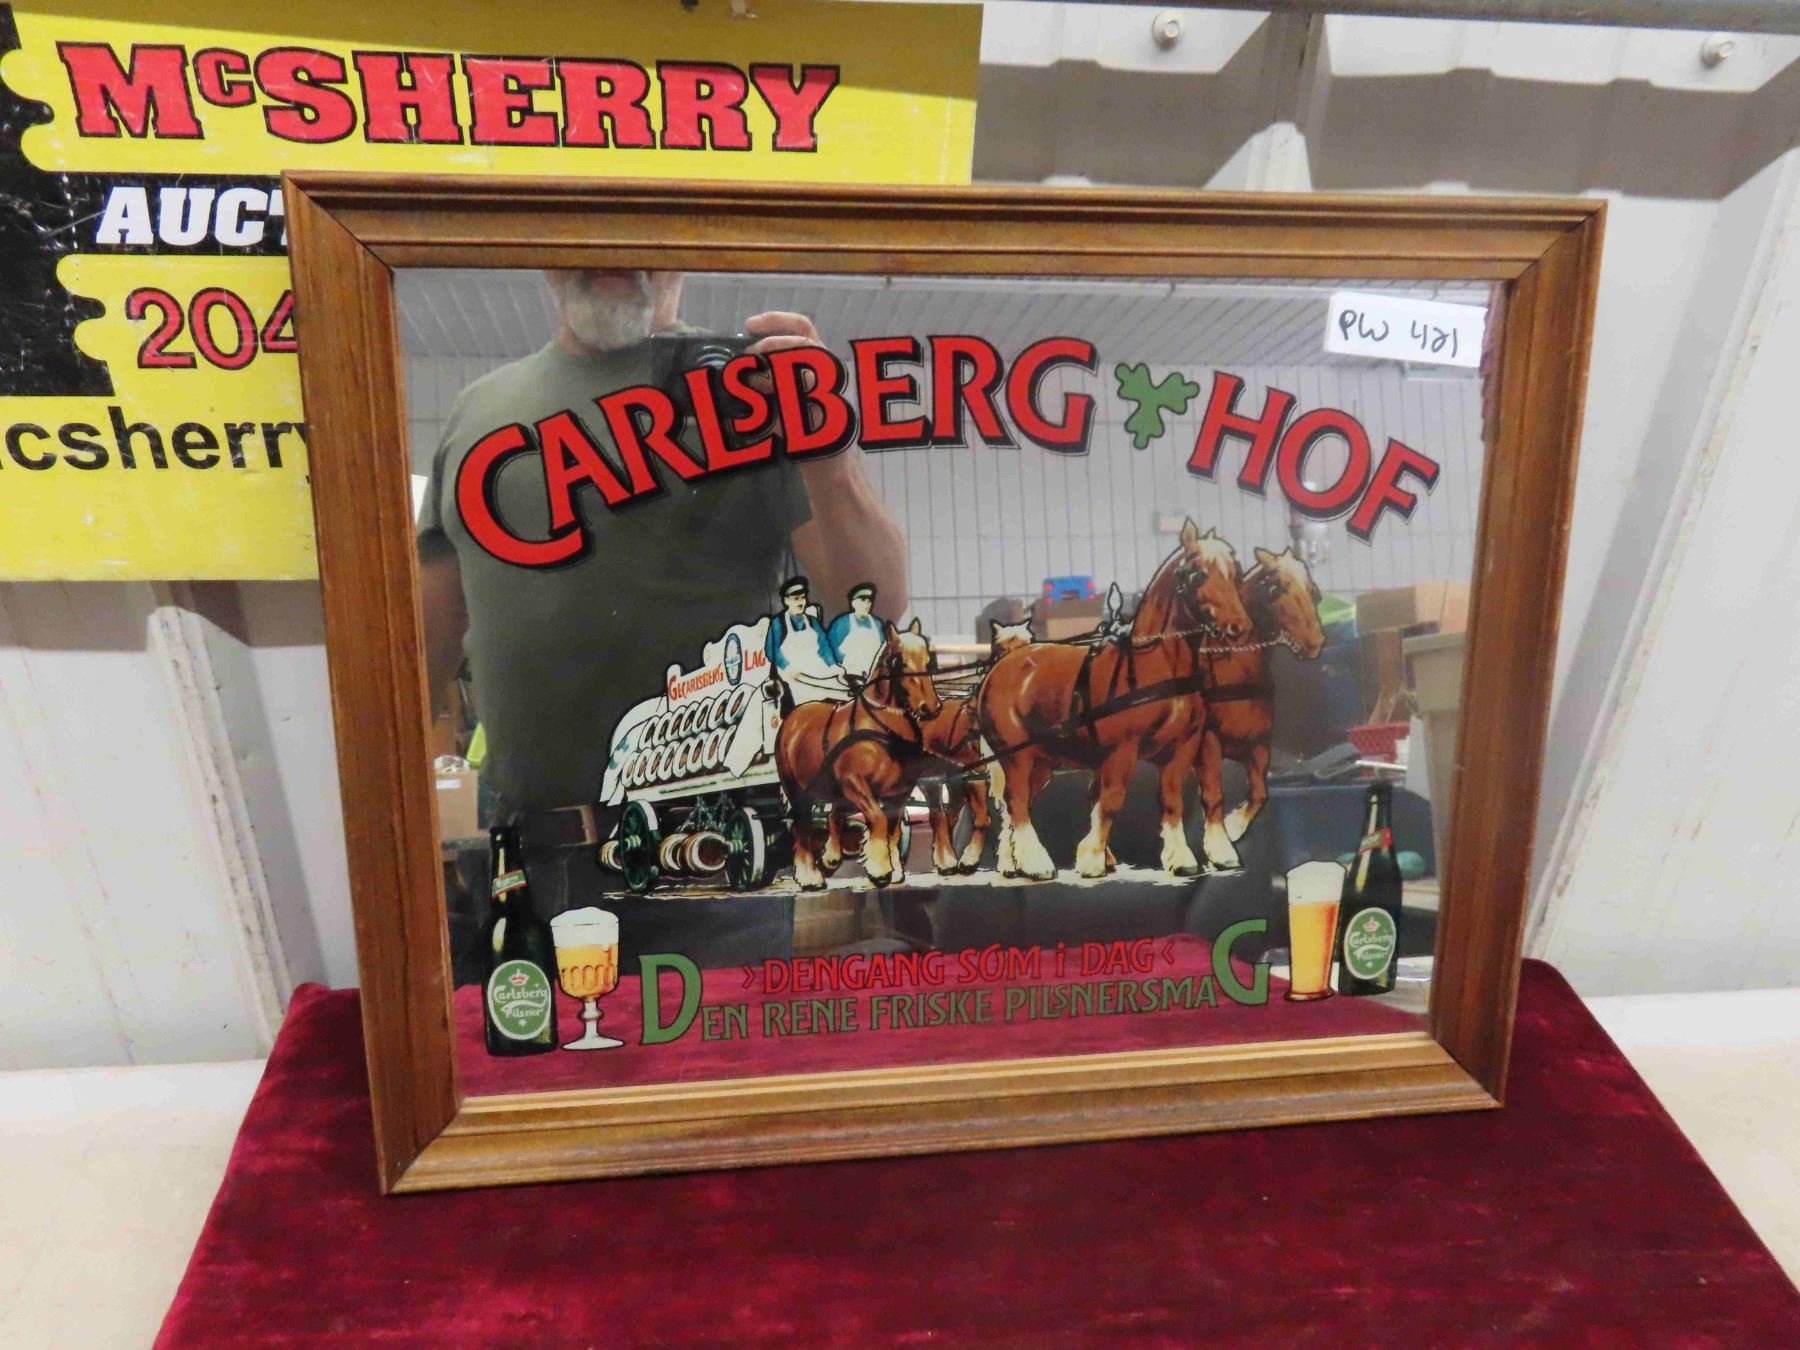 McSHERRY
AUCT
204
csherry
PW 421
CARLSBERG HOF
GL CARLSBERG LAG
›DENGANG SOM i DAG‹
DEN RENE FRISKE PILSNERSMAG
Carlsberg
Pilsner
Carlsberg
Pilsner